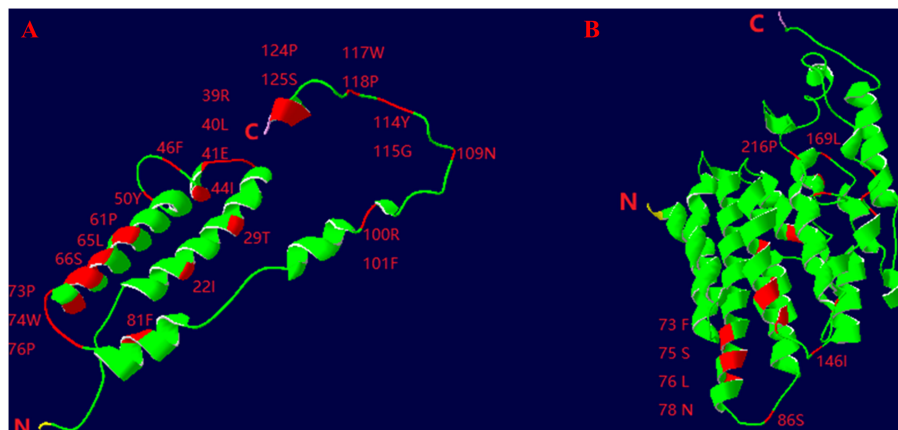 A
B
124P
117W
125S
118P
39R
40L
46F
41E
C
44I
50Y
61P
65L
66S
29T
22I
73P
74W
76P
81F
114Y
115G
109N
100R
101F
N
C
216P
169L
N
73 F
75 S
76 L
78 N
146I
86S